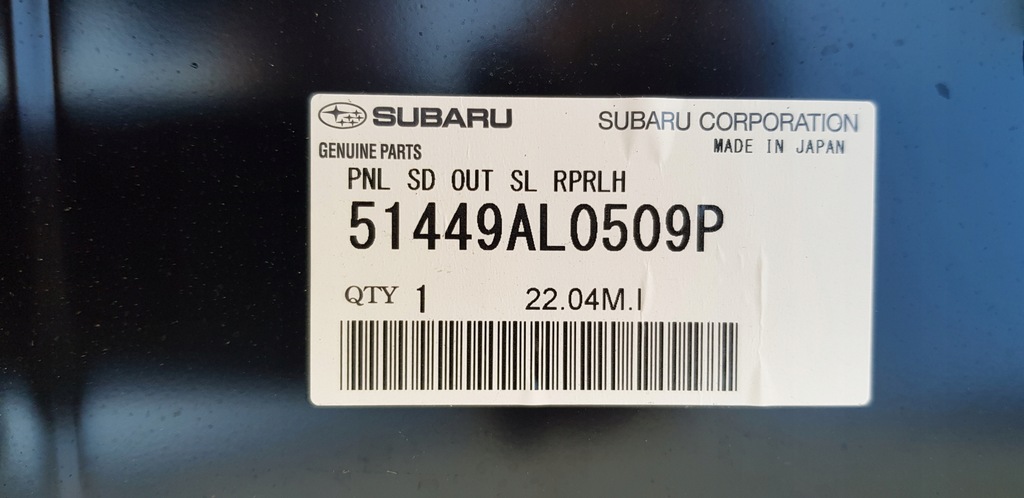 SUBARU SUBARU CORPORATION
GENUINE PARTS MADE IN JAPAN
PNL SD OUT SL RPRLH
51449AL0509P
QTY 1 22.04M.I